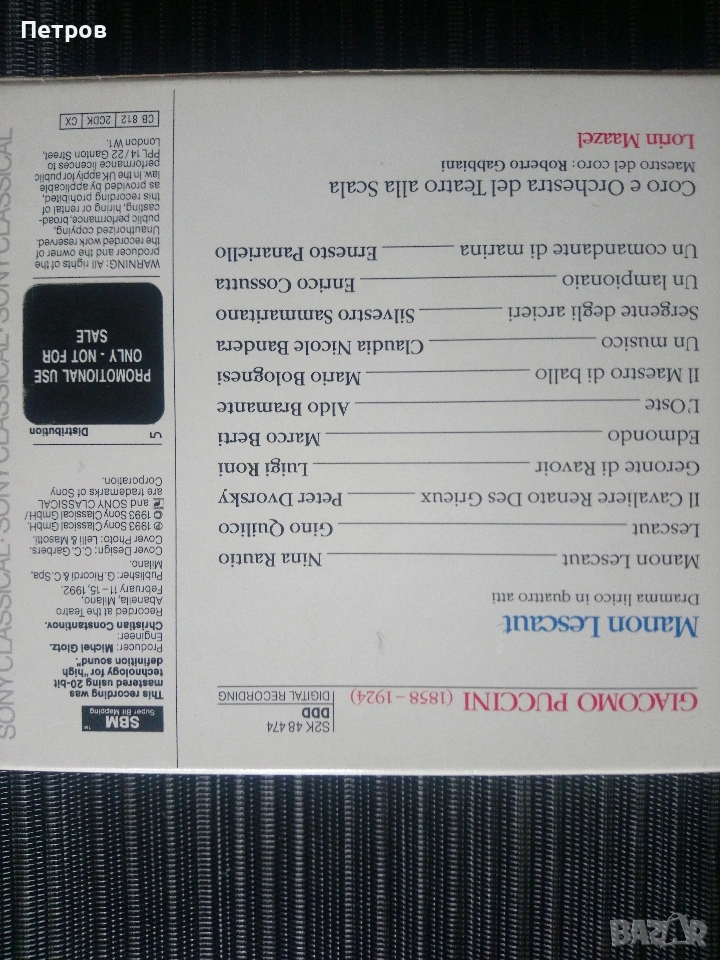 Петров
GIACOMO PUCCINI (1858–1924)
S2K 48 474
DDD
DIGITAL RECORDING
Manon Lescaut
Dramma lirico in quattro atti
Manon Lescaut Nina Rautio
Lescaut Gino Quilico
Il Cavaliere Renato Des Grieux Peter Dvorsky
Geronte di Ravoir Luigi Roni
Edmondo Marco Berti
L'Oste Aldo Bramante
Il Maestro di ballo Mario Bolognesi
Un musico Claudia Nicole Bandera
Sergente degli arcieri Silvestro Sammaritano
Un lampionaio Enrico Cossutta
Un comandante di marina Ernesto Panariello
Coro e Orchestra del Teatro alla Scala
Maestro del coro: Roberto Gabbiani
Lorin Maazel
SBM
Super Bit Mapping
TM
This recording was
mastered using 20-bit
technology for "high
definition sound".
Producer: Michel Glotz.
Engineer:
Christian Constantinov.
Recorded at the Teatro
Abanella, Milano,
February 11–15, 1992.
Publisher: G. Ricordi & C. Spa,
Milano.
Cover Design: C.C. Garbers.
Cover Photo: Lelli & Masotti.
℗ 1993 Sony Classical GmbH.
© 1993 Sony Classical GmbH/
and SONY CLASSICAL
are trademarks of Sony
Corporation.
Distribution
PROMOTIONAL USE
ONLY - NOT FOR
SALE
WARNING: All rights of the
producer and the owner of
the recorded work reserved.
Unauthorized copying,
public performance, broad-
casting, hiring or rental of
this recording prohibited,
as provided by applicable
law. In the UK apply for public
performance licences to
PPL/14/22 Ganton Street,
London W1.
CB 812 2CDK CX
SONY CLASSICAL · SONY CLASSICAL · SONY CLASSICAL
BAZAR